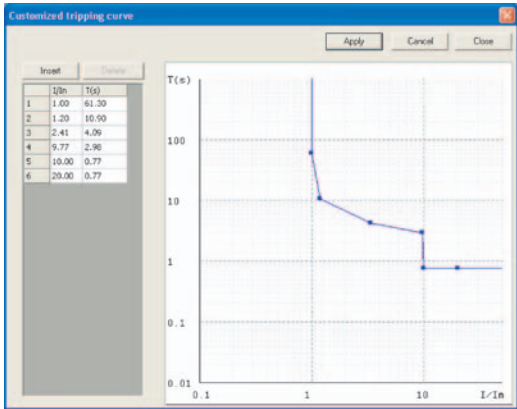 Customized tripping curve
Apply Cancel Close
Insert Delete
I/In T(s)
1 1.00 61.30
2 1.20 10.90
3 2.41 4.09
4 9.77 2.98
5 10.00 0.77
6 20.00 0.77
T(s)
100
10
1
0.1
0.01
0.1 1 10 I/In